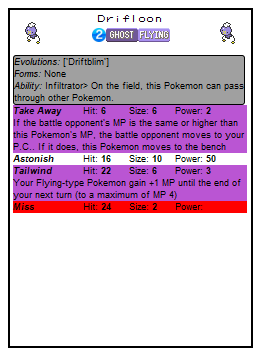 Drifloon
2 GHOST FLYING
Evolutions: ['Driftblim']
Forms: None
Ability: Infiltrator> On the field, this Pokemon can pass
through other Pokemon.
Take Away Hit: 6 Size: 6 Power: 2
If the battle opponent's MP is the same or higher than
this Pokemon's MP, the battle opponent moves to your
P.C.. If it does, this Pokemon moves to the bench
Astonish Hit: 16 Size: 10 Power: 50
Tailwind Hit: 22 Size: 6 Power: 3
Your Flying-type Pokemon gain +1 MP until the end of
your next turn (to a maximum of MP 4)
Miss Hit: 24 Size: 2 Power: